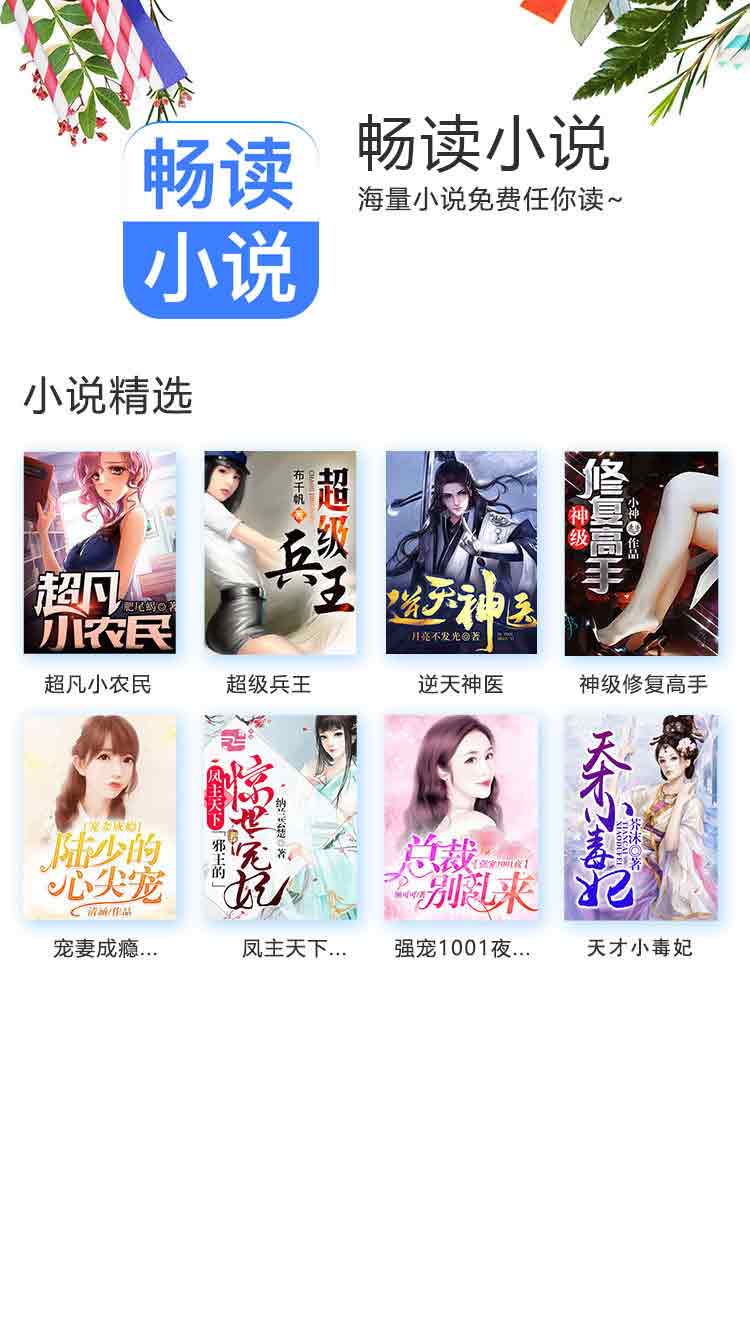 畅读
小说
畅读小说
海量小说免费任你读~
小说精选
超凡
小农民
肥尾蝎◎著
超级
兵王
布千帆
著
逆天神医
月亮不发光◎著
神级
修复高手
小神
作品
超凡小农民
超级兵王
逆天神医
神级修复高手
[宠妻成瘾]
陆少的
心尖宠
清涵/作品
凤主天下
之
「邪王的」
惊世宠妃
纳兰云楚◎著
总裁
【强宠1001夜】
别乱来
天才小毒妃
芥沫◎著
TIANCAI
XIAODUFEI
宠妻成瘾...
凤主天下...
强宠1001夜...
天才小毒妃